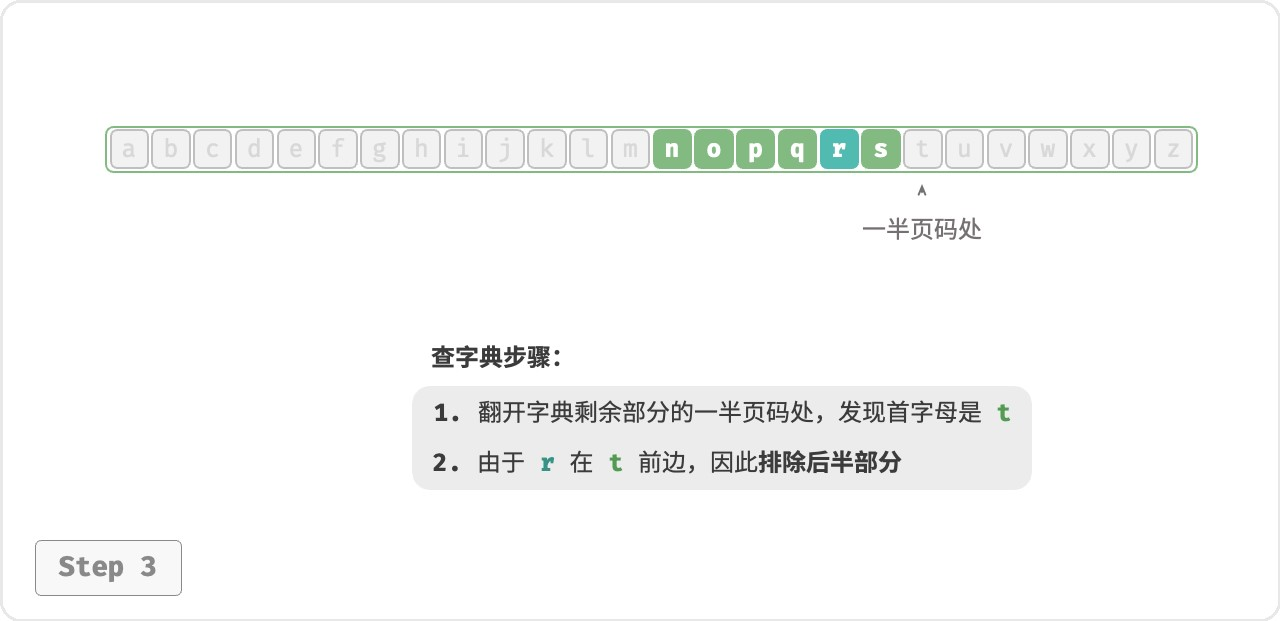 a b c d e f g h i j k l m n o p q r s t u v w x y z
一半页码处
查字典步骤：
1. 翻开字典剩余部分的一半页码处，发现首字母是 t
2. 由于 r 在 t 前边，因此排除后半部分
Step 3